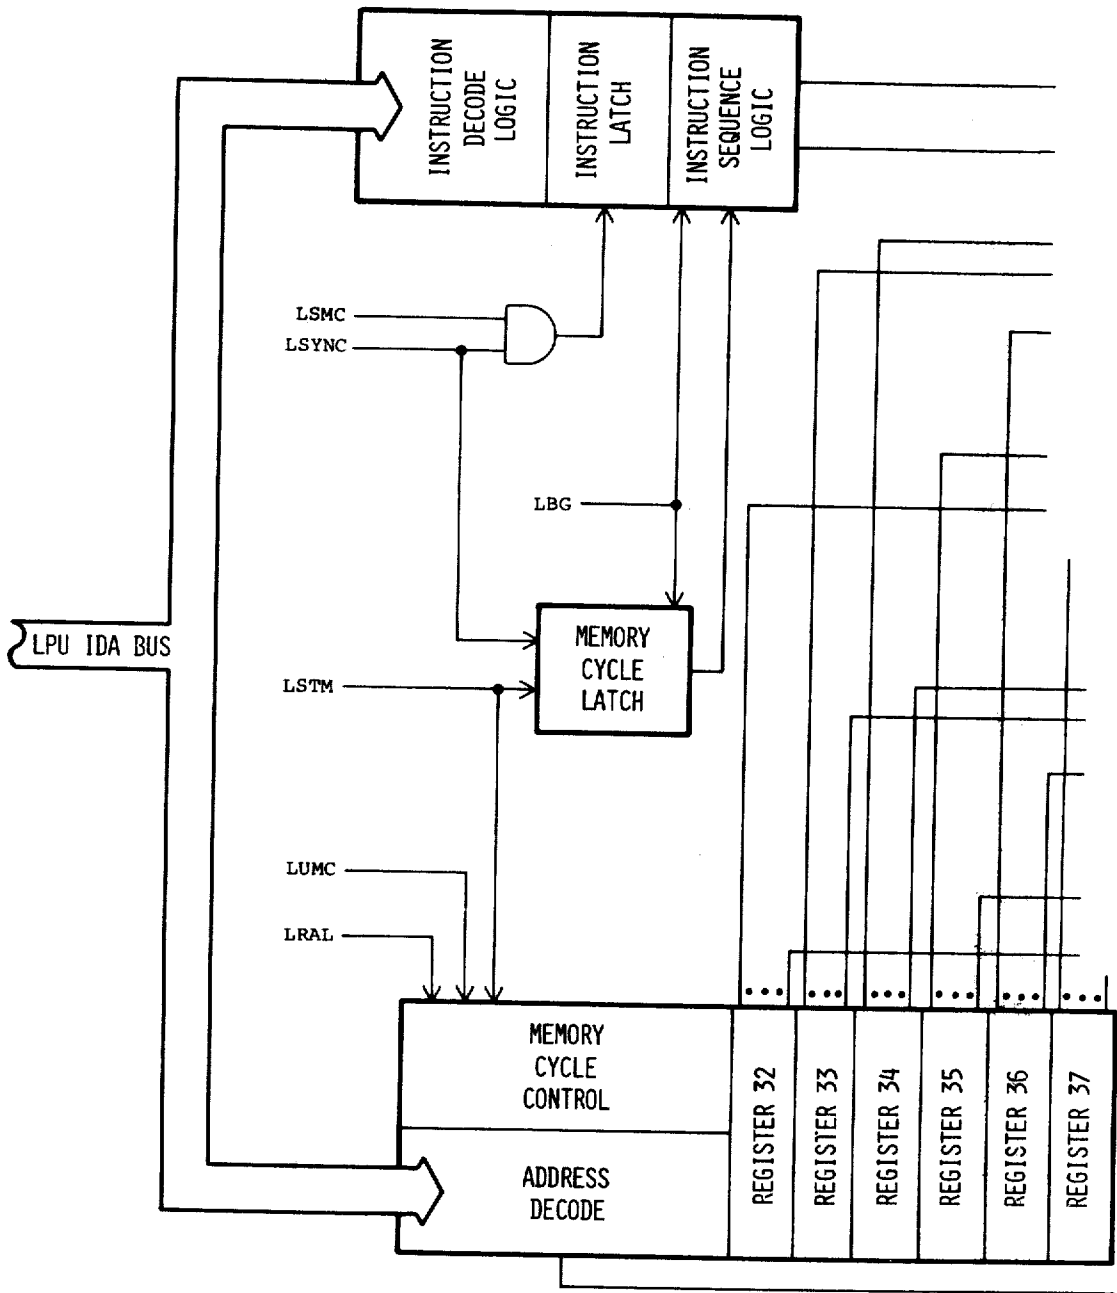 INSTRUCTION
DECODE
LOGIC
INSTRUCTION
LATCH
INSTRUCTION
SEQUENCE
LOGIC
LSMC
LSYNC
LBG
LPU IDA BUS
MEMORY
CYCLE
LATCH
LSTM
LUMC
LRAL
MEMORY
CYCLE
CONTROL
ADDRESS
DECODE
REGISTER 32
REGISTER 33
REGISTER 34
REGISTER 35
REGISTER 36
REGISTER 37